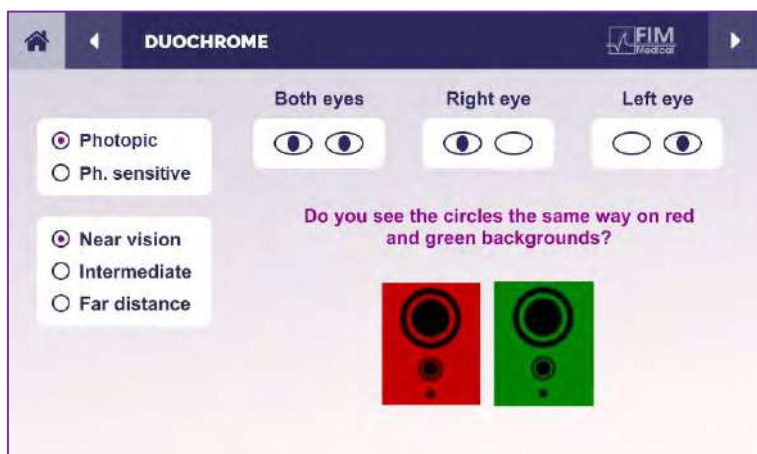 DUOCHROME
FIM
Medical
Both eyes
Right eye
Left eye
Photopic
Ph. sensitive
Near vision
Intermediate
Far distance
Do you see the circles the same way on red
and green backgrounds?